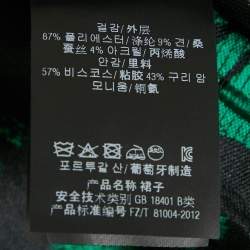 겉감/外层
87% 폴리에스터/涤纶 9% 견/桑
蚕丝 4% 아크릴/丙烯酸
안감/里料
57% 비스코스/粘胶 43% 구리 암
모니움/铜氨
포르투갈 산/葡萄牙制造
产品名称 裙子
安全技术类别 GB 18401 B类
产品标准编号 FZ/T 81004-2012